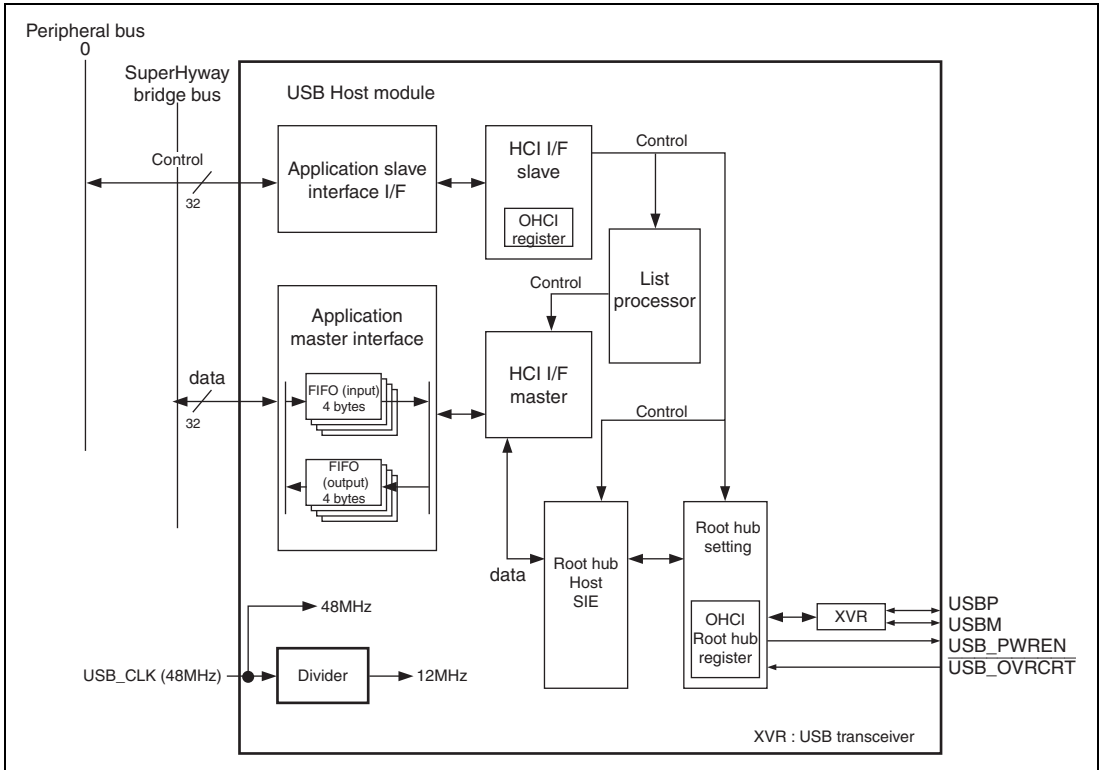 Peripheral bus
0
SuperHyway
bridge bus
USB Host module
Control
32
Application slave
interface I/F
HCI I/F
slave
OHCI
register
Control
List
processor
Control
Application
master interface
data
32
FIFO (input)
4 bytes
FIFO
(output)
4 bytes
HCI I/F
master
Control
data
Root hub
Host
SIE
Root hub
setting
OHCI
Root hub
register
XVR
USBP
USBM
USB_PWREN
USB_OVRCRT
48MHz
USB_CLK (48MHz)
Divider
12MHz
XVR : USB transceiver